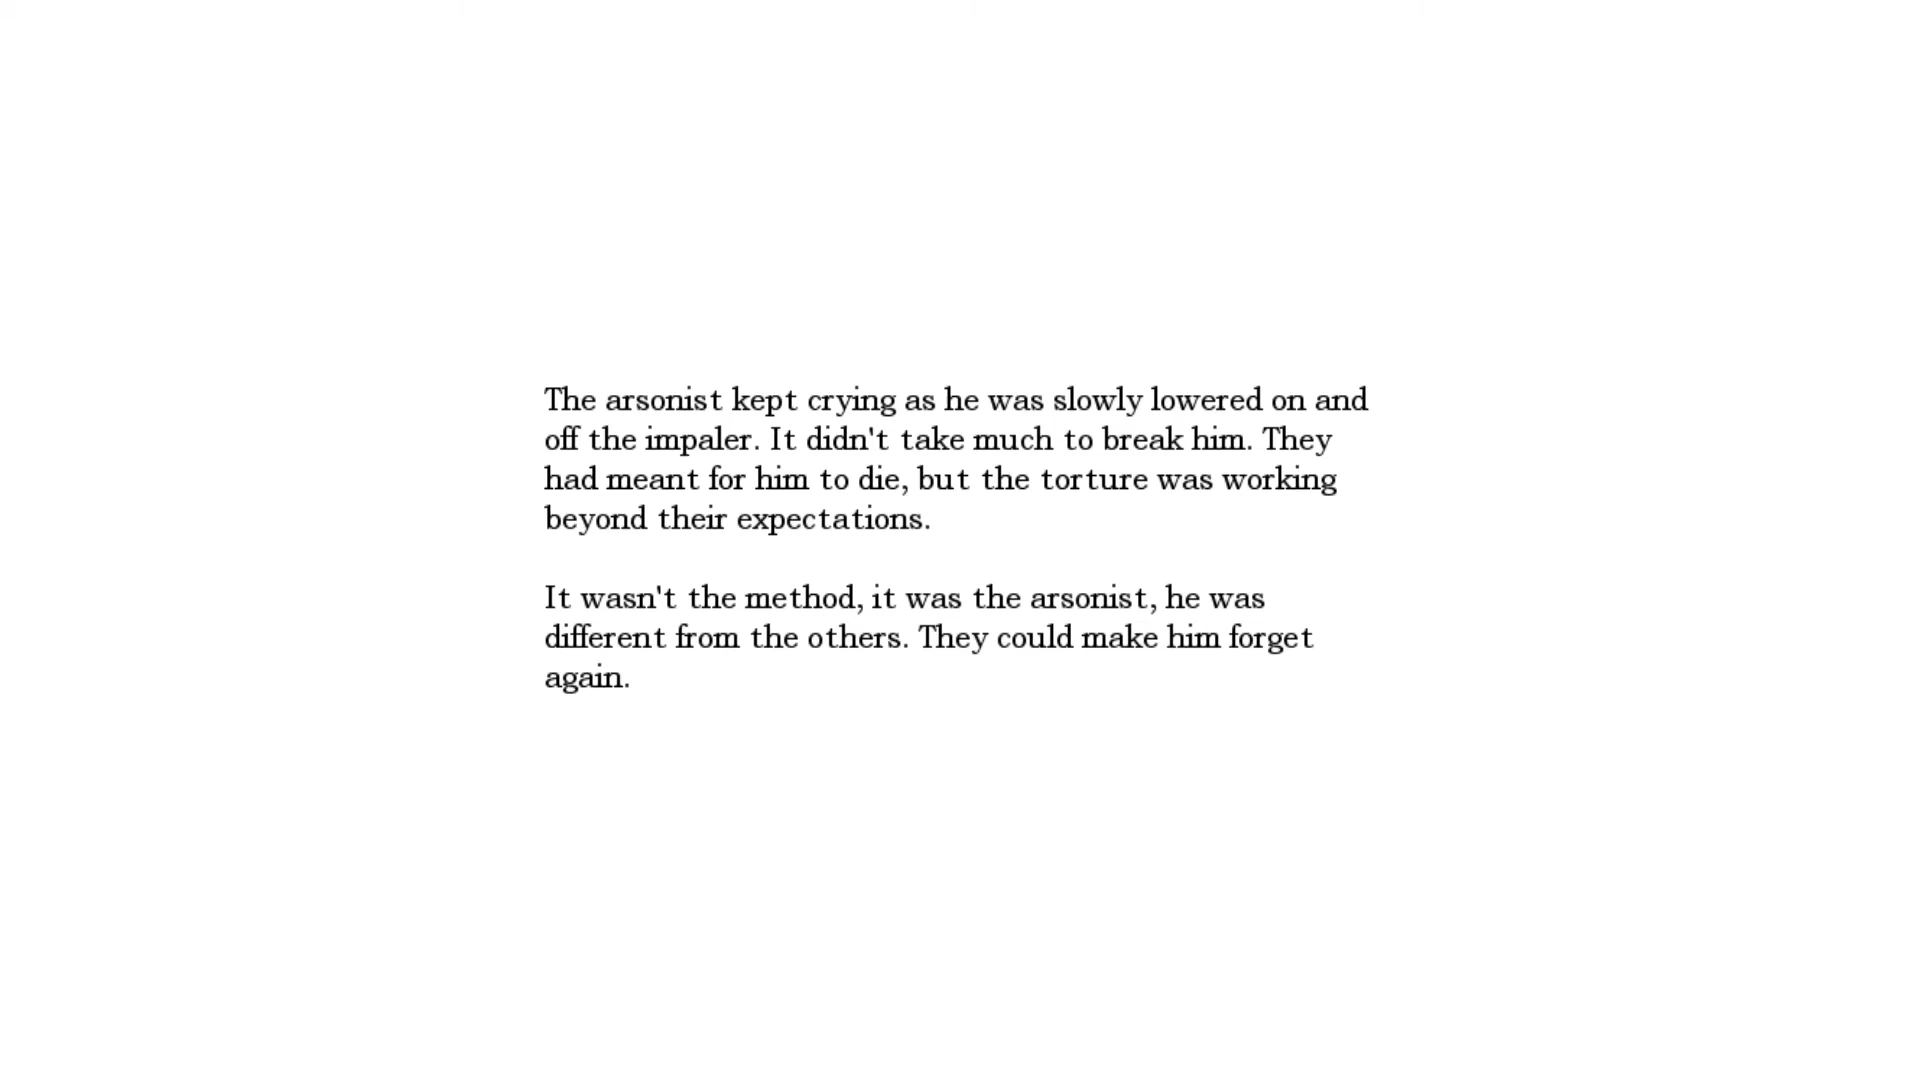 The arsonist kept crying as he was slowly lowered on and
off the impaler. It didn't take much to break him. They
had meant for him to die, but the torture was working
beyond their expectations.
It wasn't the method, it was the arsonist, he was
different from the others. They could make him forget
again.